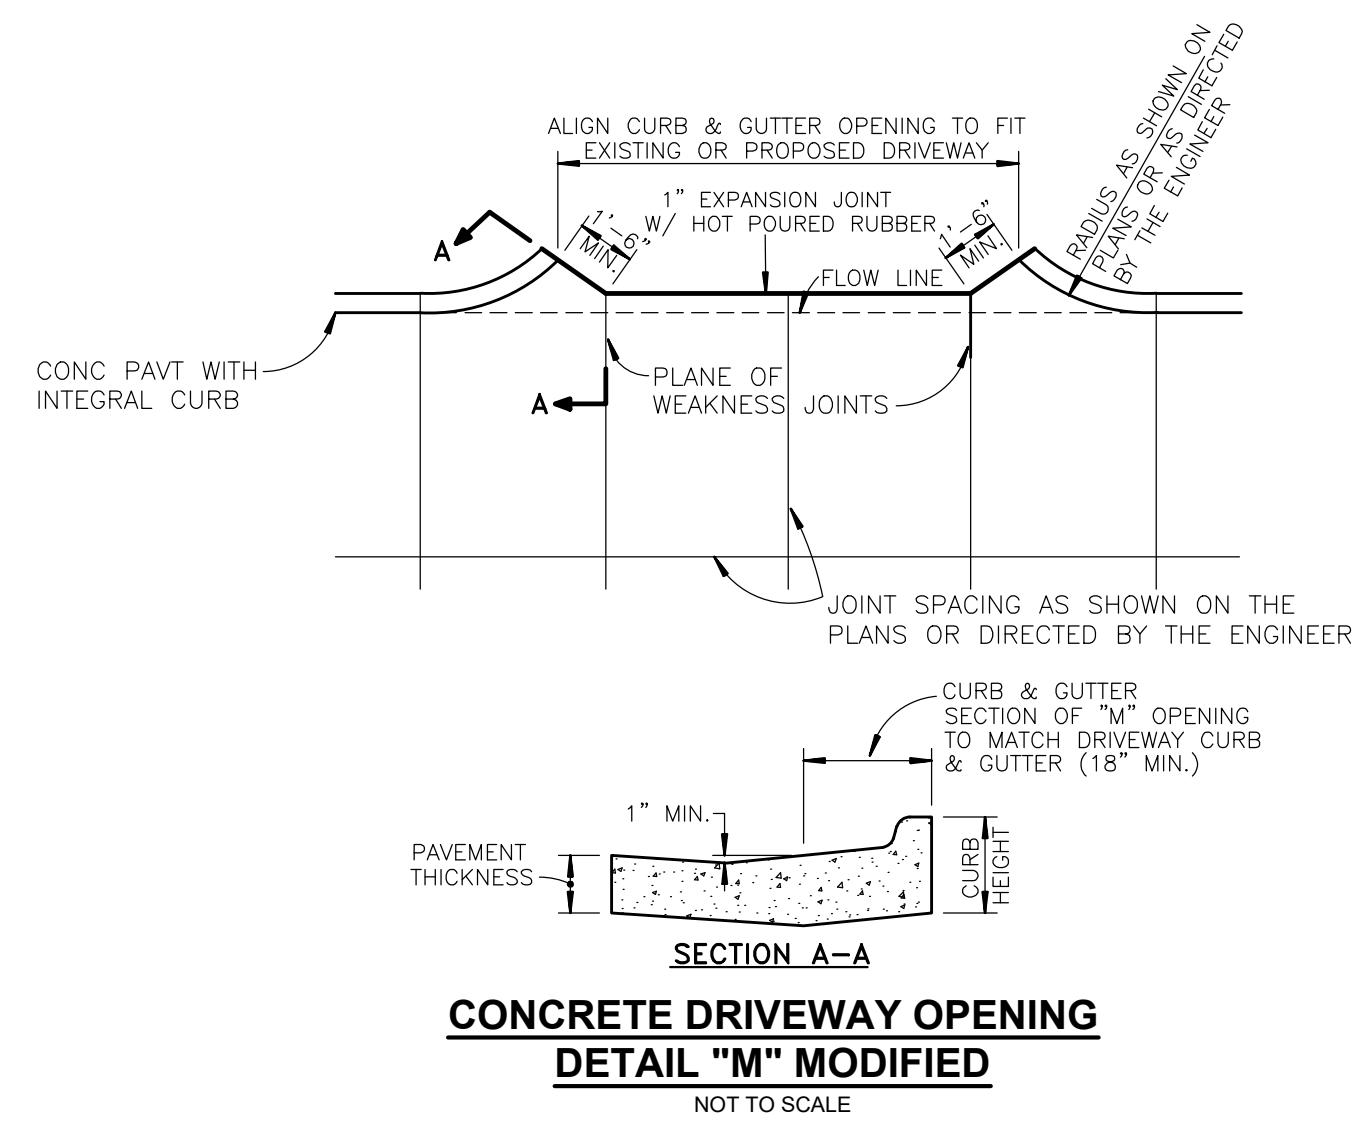 RADIUS AS SHOWN ON
PLANS OR AS DIRECTED
BY THE ENGINEER
ALIGN CURB & GUTTER OPENING TO FIT
EXISTING OR PROPOSED DRIVEWAY
1" EXPANSION JOINT
W/ HOT POURED RUBBER
1'-6"
MIN.
1'-6"
MIN.
A
FLOW LINE
CONC PAVT WITH
INTEGRAL CURB
PLANE OF
WEAKNESS JOINTS
A
JOINT SPACING AS SHOWN ON THE
PLANS OR DIRECTED BY THE ENGINEER
CURB & GUTTER
SECTION OF "M" OPENING
TO MATCH DRIVEWAY CURB
& GUTTER (18" MIN.)
1" MIN.
PAVEMENT
THICKNESS
CURB
HEIGHT
SECTION A-A
CONCRETE DRIVEWAY OPENING
DETAIL "M" MODIFIED
NOT TO SCALE